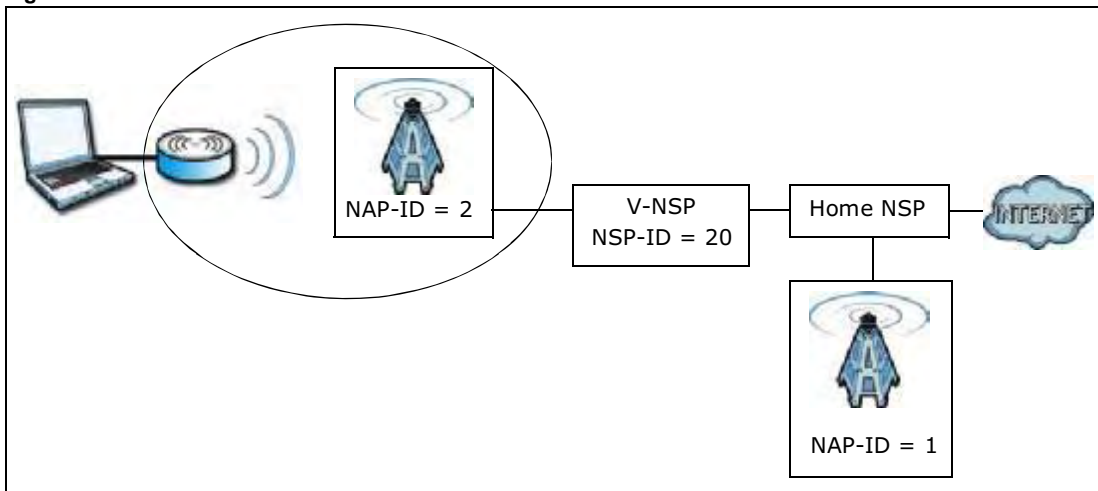 NAP-ID = 2
V-NSP
NSP-ID = 20
Home NSP
INTERNET
NAP-ID = 1